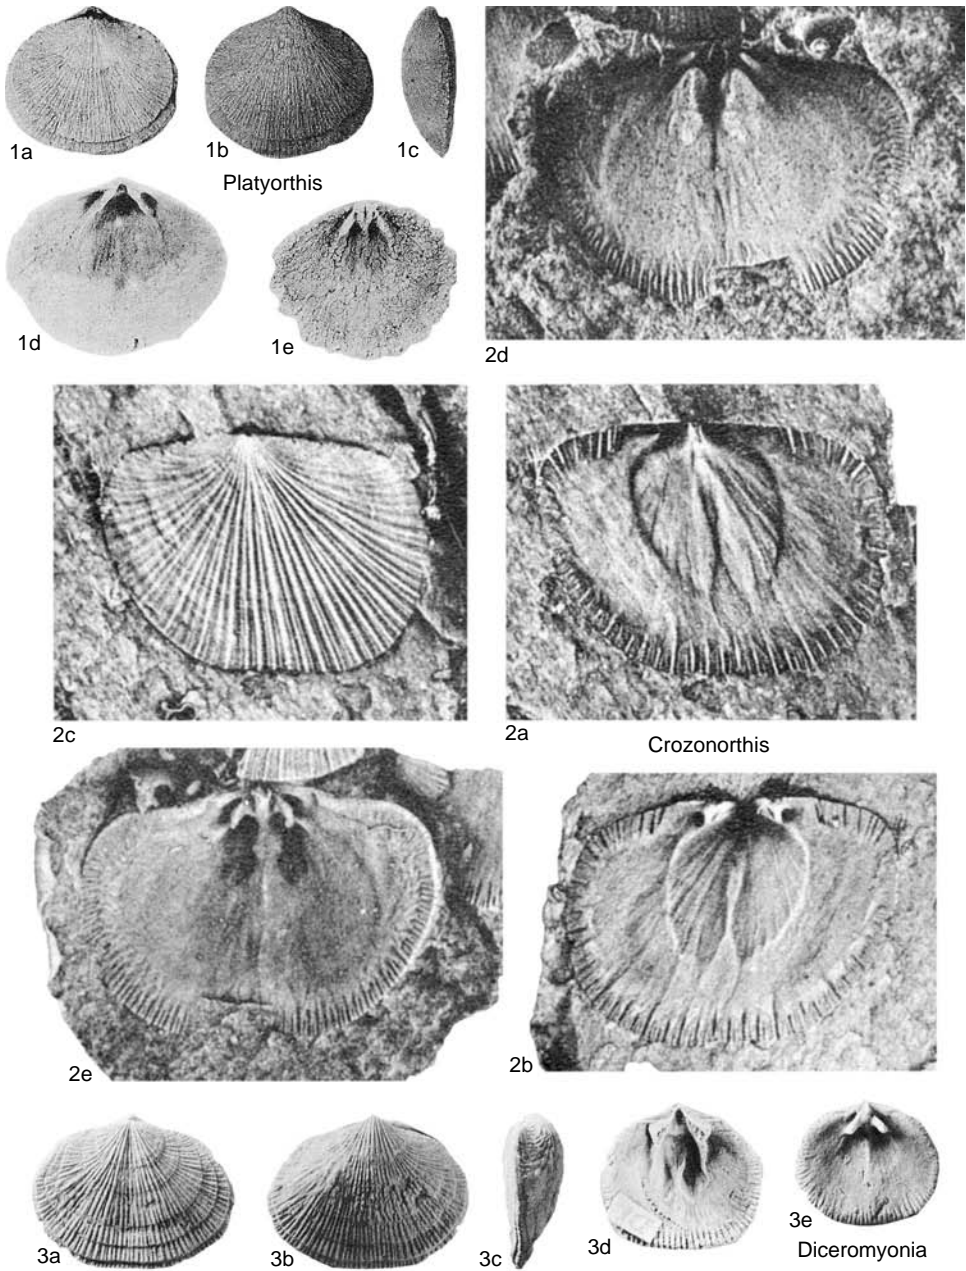 1a
1b
1c
Platyorthis
1d
1e
2d
2c
2a
Crozonorthis
2e
2b
3a
3b
3c
3d
3e
Diceromyonia